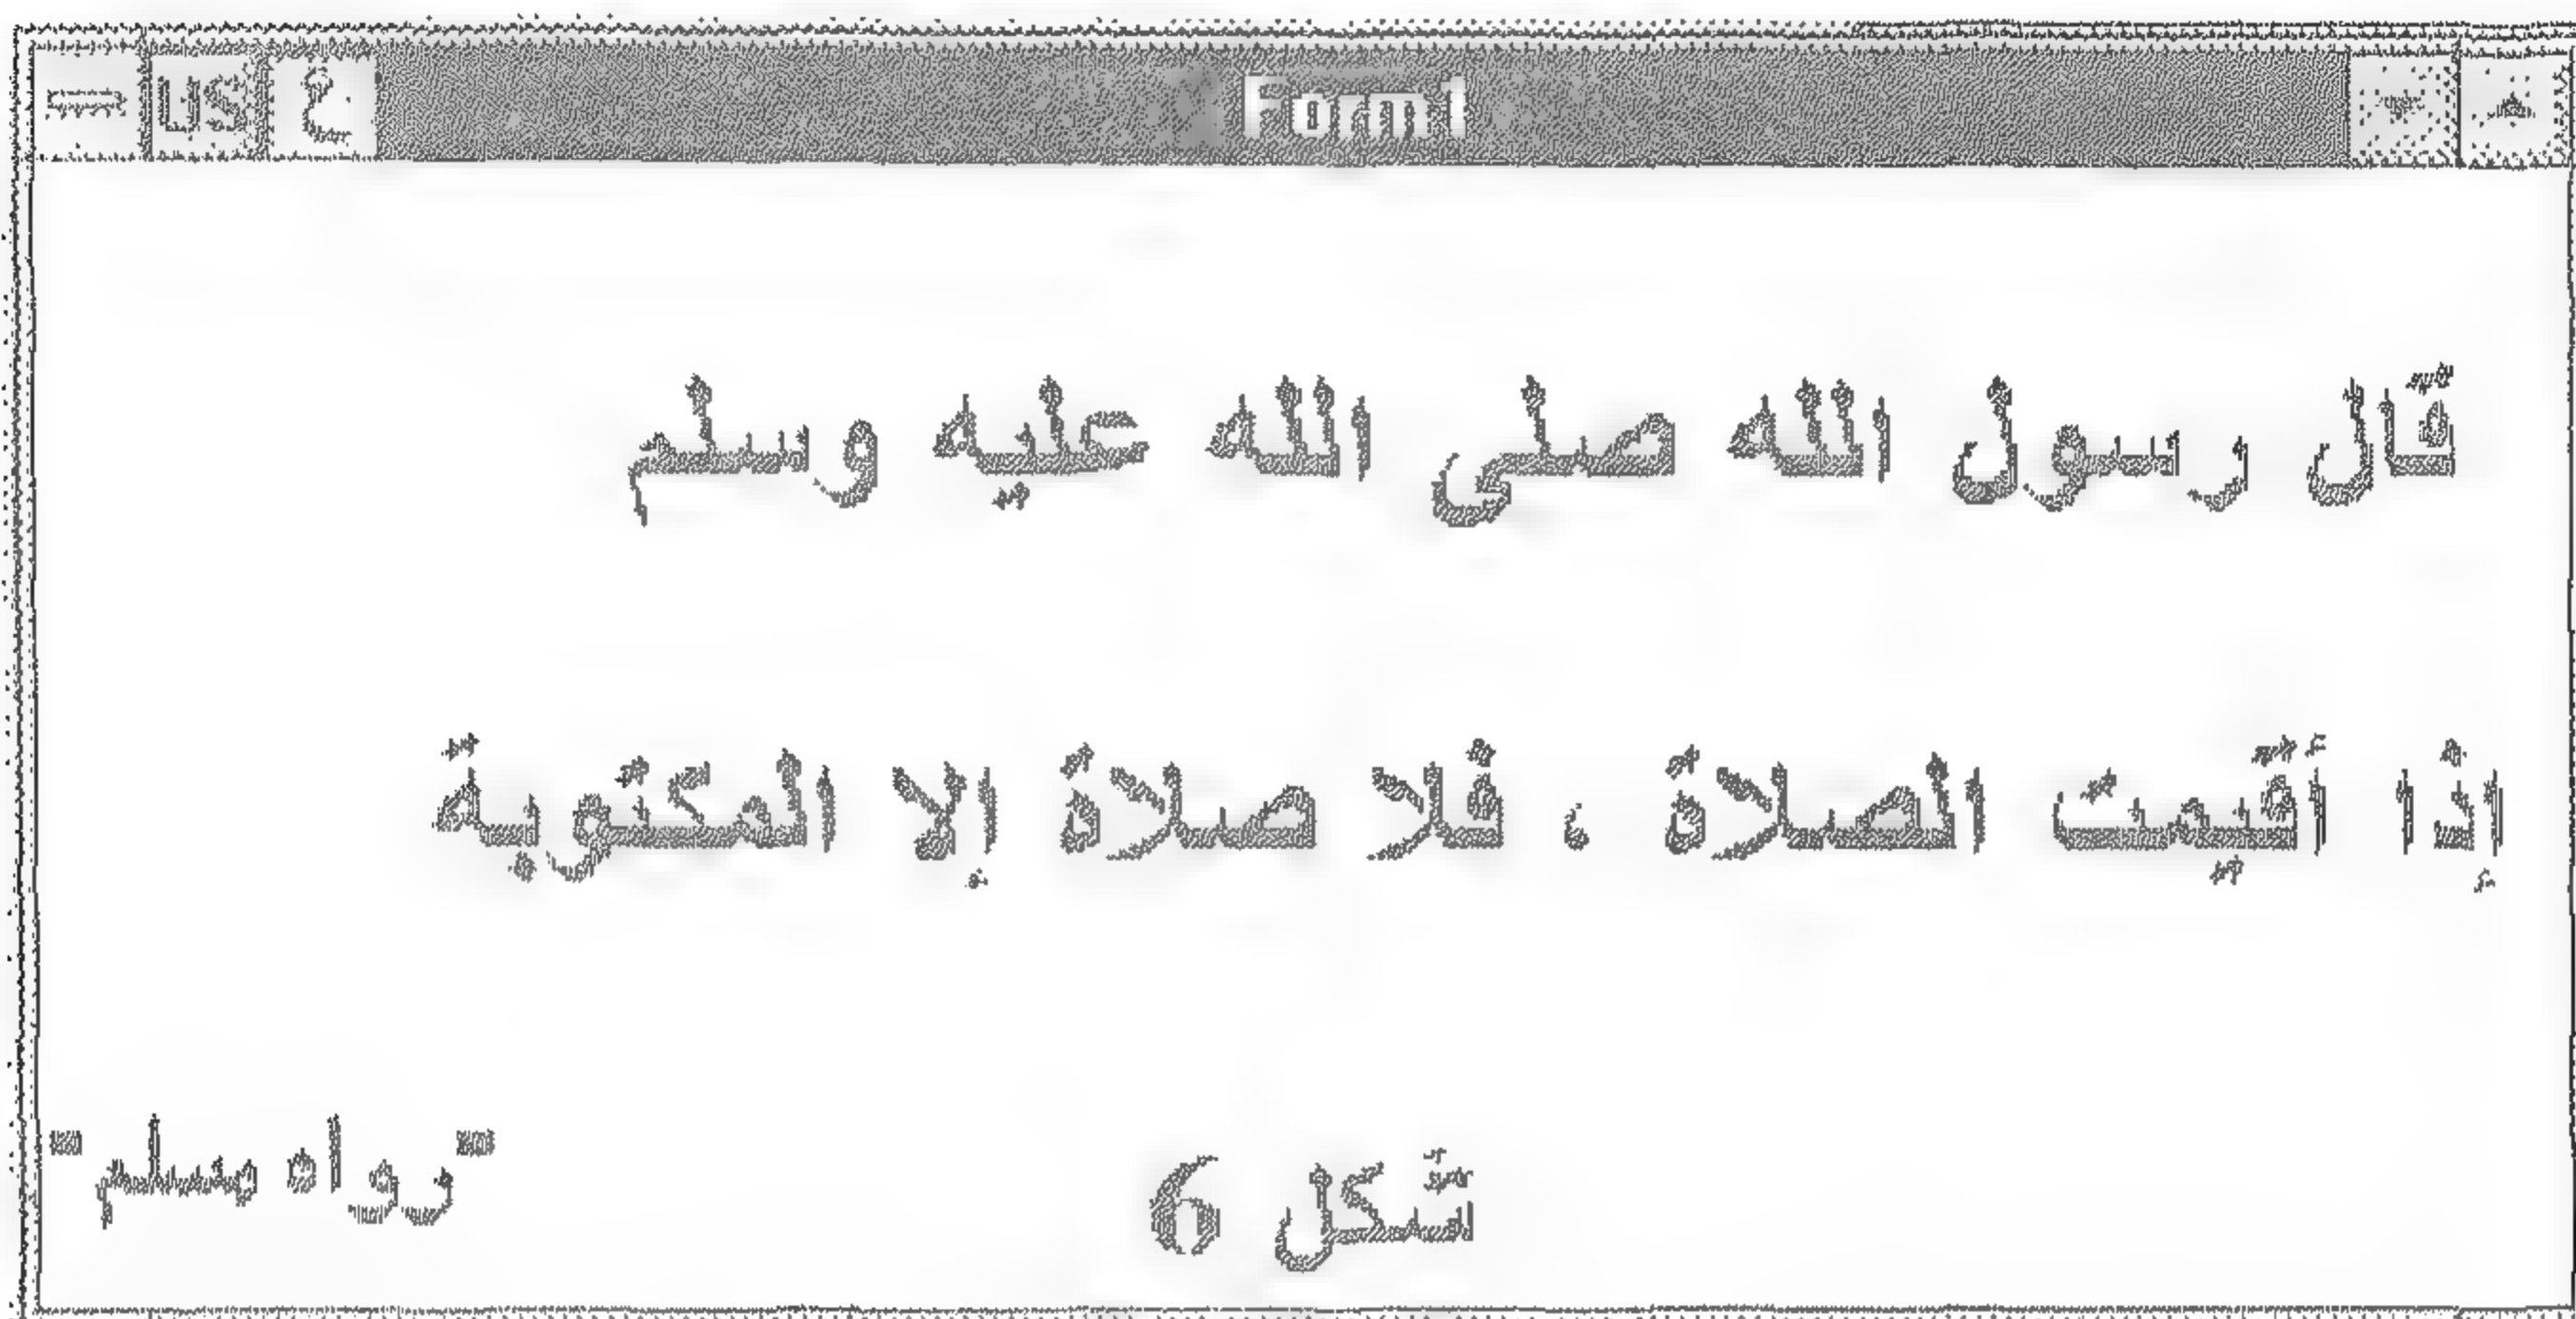 US ع Form1
قال رسول الله صلى الله عليه وسلم
إذا أقيمت الصلاة ، فلا صلاة إلا المكتوبة
"رواه مسلم"
شكل 6